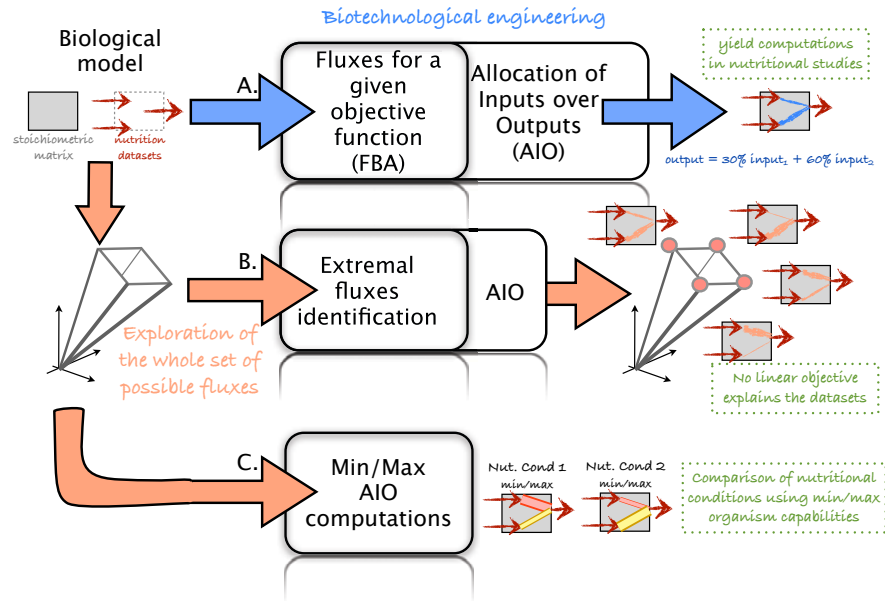 Biotechnological engineering
Biological
model
stoichiometric
matrix
nutrition
datasets
A.
Fluxes for a
given
objective
function
(FBA)
Allocation of
Inputs over
Outputs
(AIO)
yield computations
in nutritional studies
output = 30% input₁ + 60% input₂
B.
Extremal
fluxes
identification
AIO
Exploration of
the whole set of
possible fluxes
No linear objective
explains the datasets
C.
Min/Max
AIO
computations
Nut. Cond 1
min/max
Nut. Cond 2
min/max
Comparison of nutritional
conditions using min/max
organism capabilities